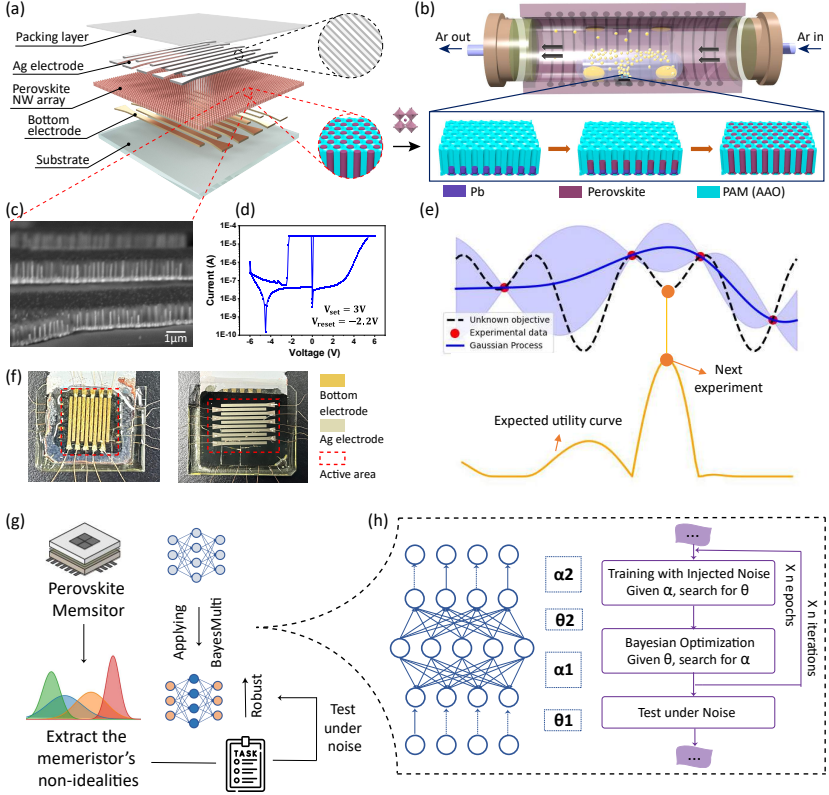 (a)
Packing layer
Ag electrode
Perovskite
NW array
Bottom
electrode
Substrate
(b)
Ar out
Ar in
Pb
Perovskite
PAM (AAO)
(c)
1μm
(d)
Current (A)
1E-4
1E-5
1E-6
1E-7
1E-8
1E-9
1E-10
Vset = 3V
Vreset = −2.2V
-6
-4
-2
0
2
4
6
Voltage (V)
(e)
Unknown objective
Experimental data
Gaussian Process
Next
experiment
Expected utility curve
(f)
Bottom
electrode
Ag electrode
Active area
(g)
Perovskite
Memsitor
Applying
BayesMulti
Robust
Extract the
memeristor's
non-idealities
TASK
Test
under
noise
(h)
α2
θ2
α1
θ1
...
Training with Injected Noise
Given α, search for θ
Bayesian Optimization
Given θ, search for α
Test under Noise
...
X n epochs
X n iterations